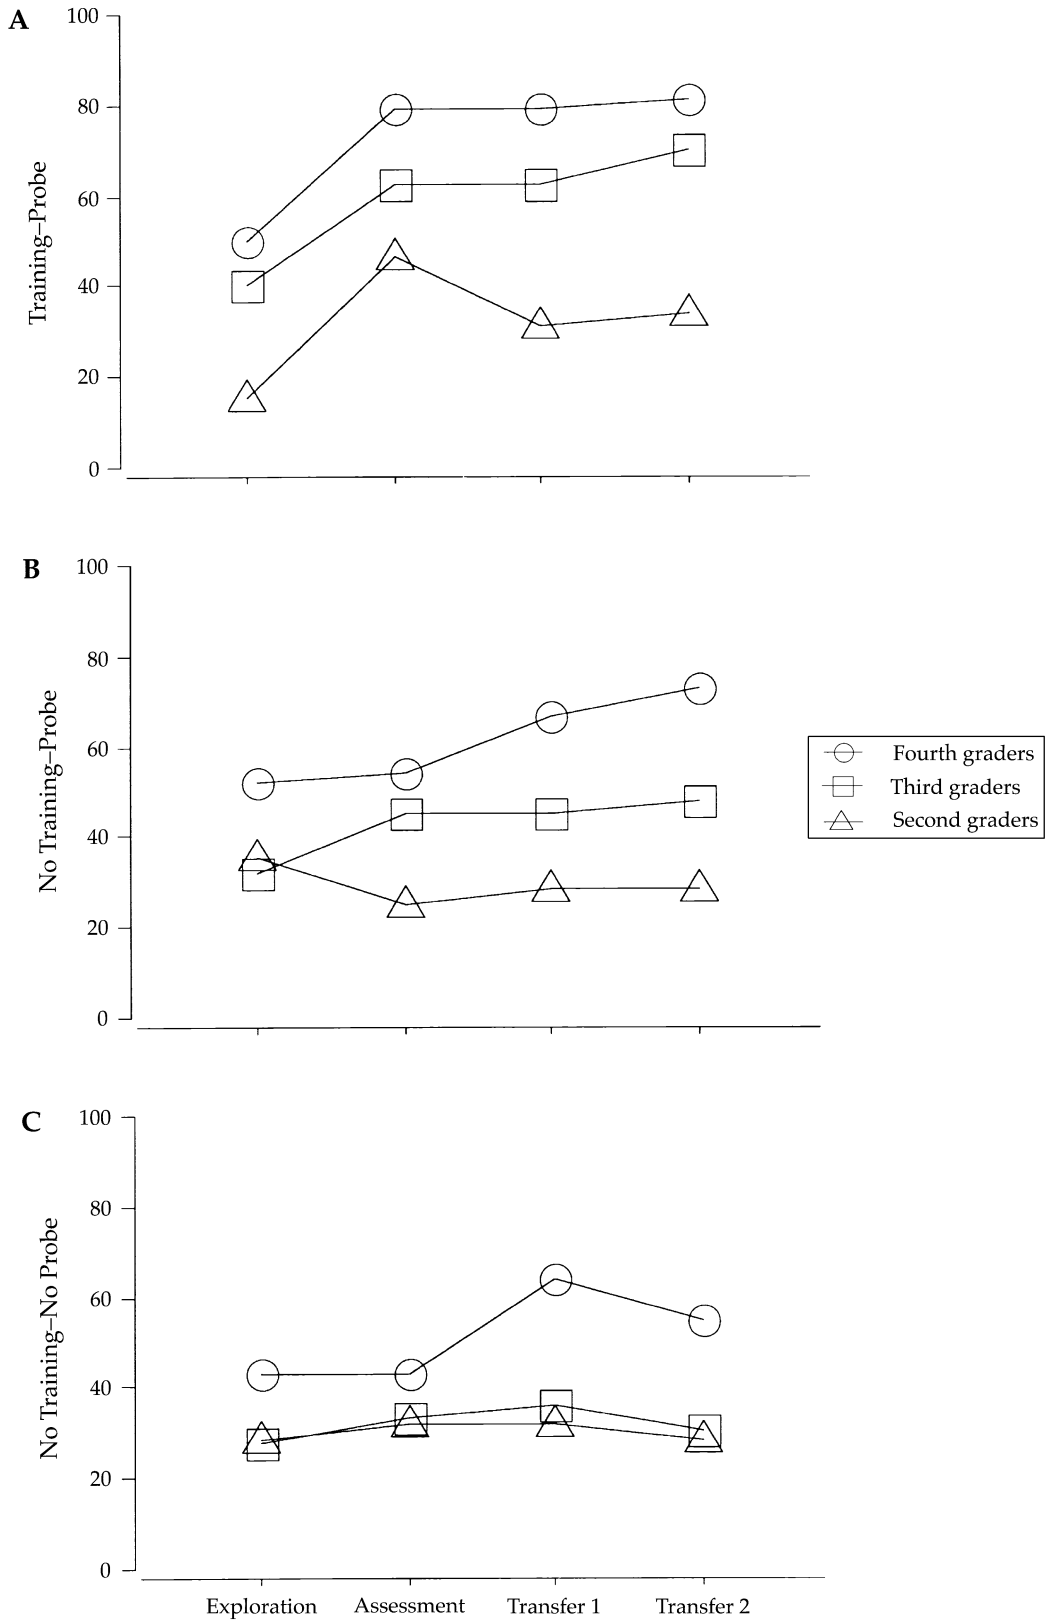 A
100
80
60
40
20
0
Training–Probe
B
100
80
60
40
20
0
No Training–Probe
Fourth graders
Third graders
Second graders
C
100
80
60
40
20
0
No Training–No Probe
Exploration Assessment Transfer 1 Transfer 2